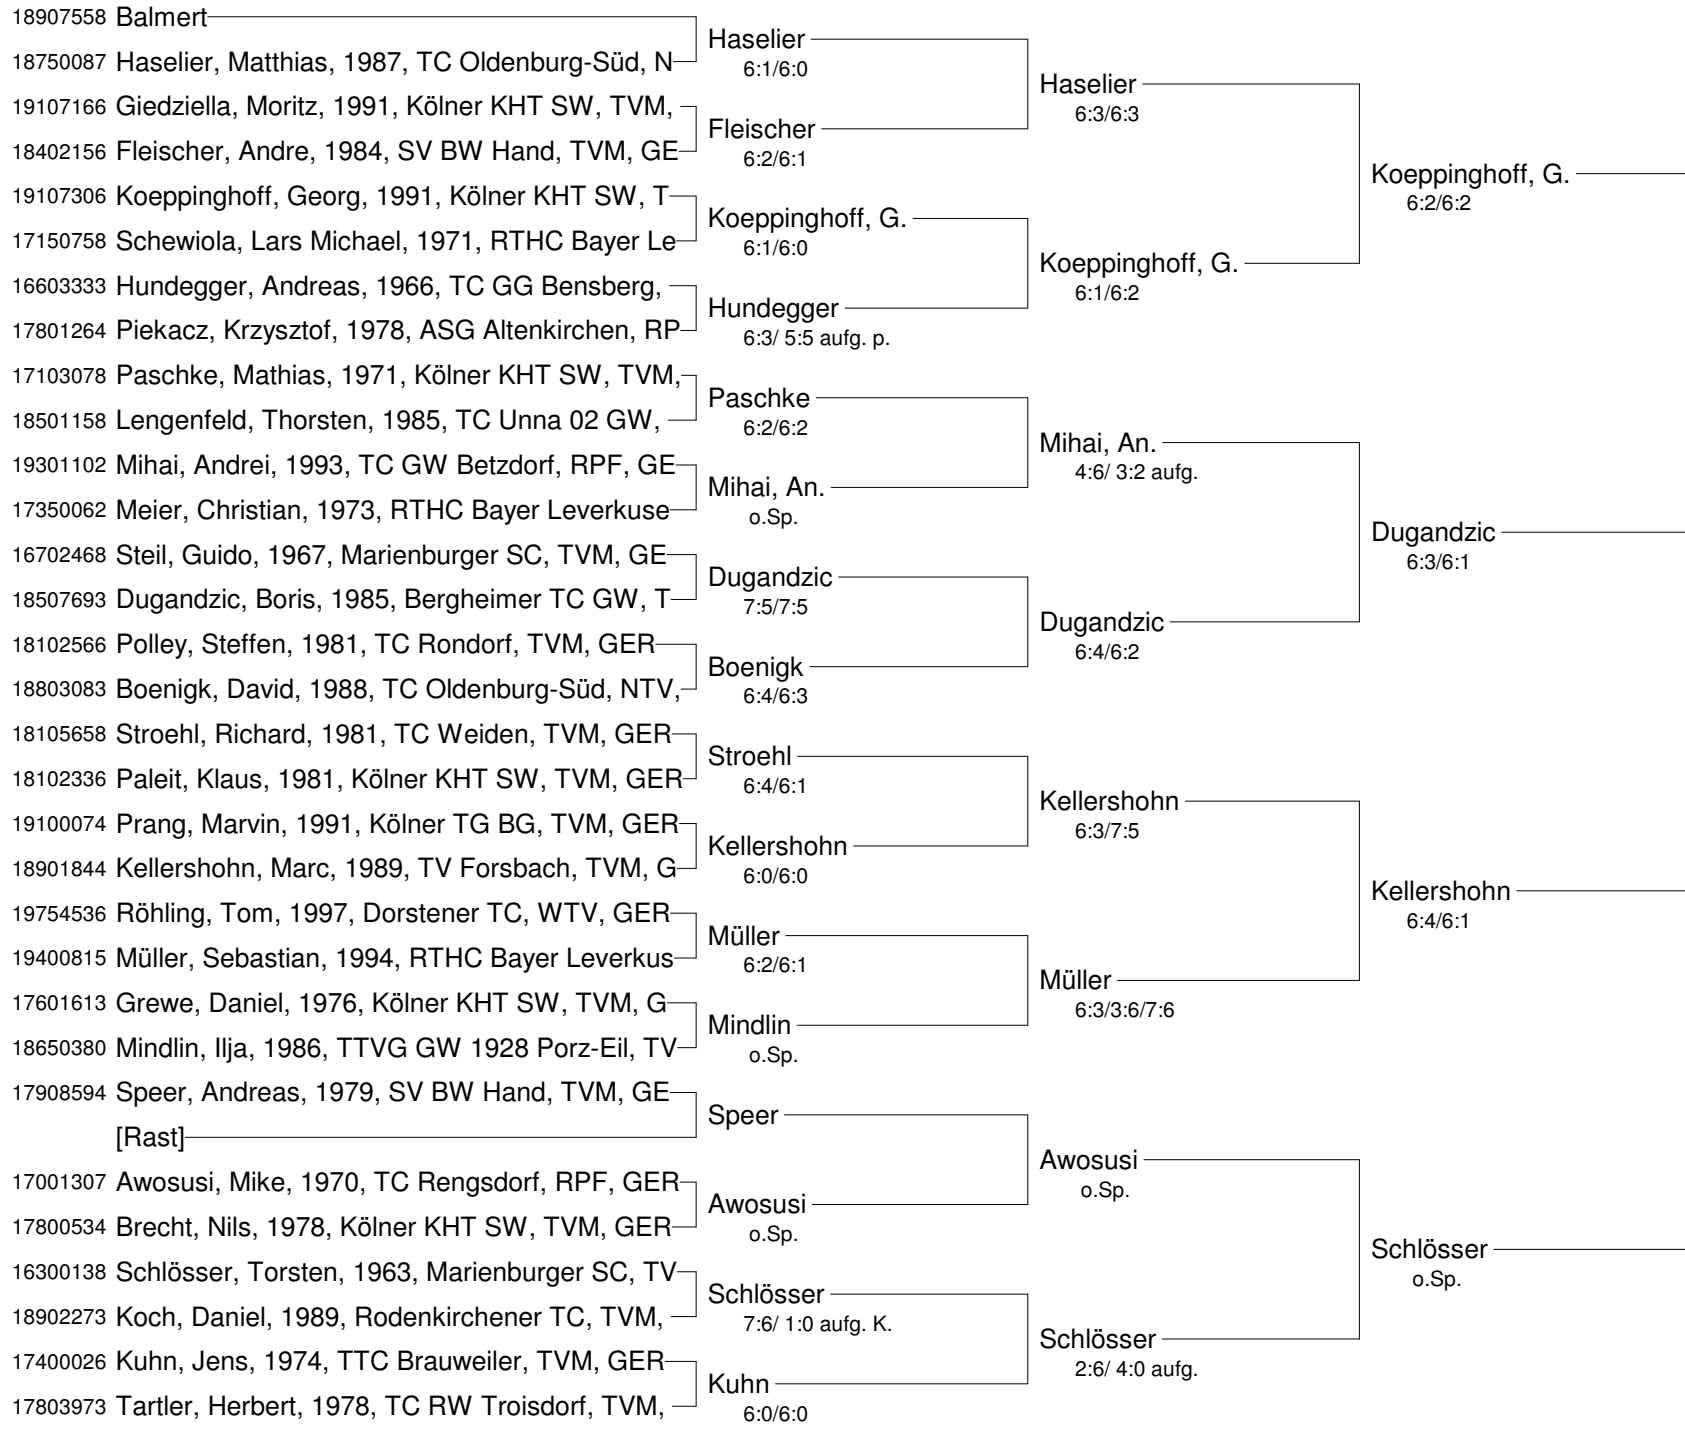 18907558 Balmert
18750087 Haselier, Matthias, 1987, TC Oldenburg-Süd, N
19107166 Giedziella, Moritz, 1991, Kölner KHT SW, TVM,
18402156 Fleischer, Andre, 1984, SV BW Hand, TVM, GE
19107306 Koeppinghoff, Georg, 1991, Kölner KHT SW, T
17150758 Schewiola, Lars Michael, 1971, RTHC Bayer Le
16603333 Hundegger, Andreas, 1966, TC GG Bensberg,
17801264 Piekacz, Krzysztof, 1978, ASG Altenkirchen, RP
17103078 Paschke, Mathias, 1971, Kölner KHT SW, TVM,
18501158 Lengenfeld, Thorsten, 1985, TC Unna 02 GW,
19301102 Mihai, Andrei, 1993, TC GW Betzdorf, RPF, GE
17350062 Meier, Christian, 1973, RTHC Bayer Leverkuse
16702468 Steil, Guido, 1967, Marienburger SC, TVM, GE
18507693 Dugandzic, Boris, 1985, Bergheimer TC GW, T
18102566 Polley, Steffen, 1981, TC Rondorf, TVM, GER
18803083 Boenigk, David, 1988, TC Oldenburg-Süd, NTV,
18105658 Stroehl, Richard, 1981, TC Weiden, TVM, GER
18102336 Paleit, Klaus, 1981, Kölner KHT SW, TVM, GER
19100074 Prang, Marvin, 1991, Kölner TG BG, TVM, GER
18901844 Kellershohn, Marc, 1989, TV Forsbach, TVM, G
19754536 Röhling, Tom, 1997, Dorstener TC, WTV, GER
19400815 Müller, Sebastian, 1994, RTHC Bayer Leverkus
17601613 Grewe, Daniel, 1976, Kölner KHT SW, TVM, G
18650380 Mindlin, Ilja, 1986, TTVG GW 1928 Porz-Eil, TV
17908594 Speer, Andreas, 1979, SV BW Hand, TVM, GE
[Rast]
17001307 Awosusi, Mike, 1970, TC Rengsdorf, RPF, GER
17800534 Brecht, Nils, 1978, Kölner KHT SW, TVM, GER
16300138 Schlösser, Torsten, 1963, Marienburger SC, TV
18902273 Koch, Daniel, 1989, Rodenkirchener TC, TVM,
17400026 Kuhn, Jens, 1974, TTC Brauweiler, TVM, GER
17803973 Tartler, Herbert, 1978, TC RW Troisdorf, TVM,
Haselier
6:1/6:0
Fleischer
6:2/6:1
Koeppinghoff, G.
6:1/6:0
Hundegger
6:3/ 5:5 aufg. p.
Paschke
6:2/6:2
Mihai, An.
o.Sp.
Dugandzic
7:5/7:5
Boenigk
6:4/6:3
Stroehl
6:4/6:1
Kellershohn
6:0/6:0
Müller
6:2/6:1
Mindlin
o.Sp.
Speer
Awosusi
o.Sp.
Schlösser
7:6/ 1:0 aufg. K.
Kuhn
6:0/6:0
Haselier
6:3/6:3
Koeppinghoff, G.
6:1/6:2
Mihai, An.
4:6/ 3:2 aufg.
Dugandzic
6:4/6:2
Kellershohn
6:3/7:5
Müller
6:3/3:6/7:6
Awosusi
o.Sp.
Schlösser
2:6/ 4:0 aufg.
Koeppinghoff, G.
6:2/6:2
Dugandzic
6:3/6:1
Kellershohn
6:4/6:1
Schlösser
o.Sp.